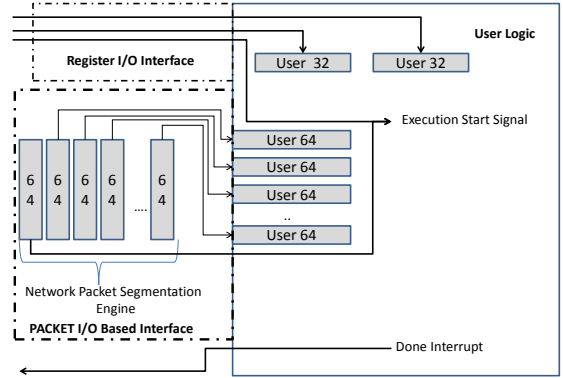 User Logic
Register I/O Interface
User 32
User 32
Execution Start Signal
User 64
User 64
User 64
..
User 64
6 4
6 4
6 4
6 4
....
6 4
Network Packet Segmentation
Engine
PACKET I/O Based Interface
Done Interrupt